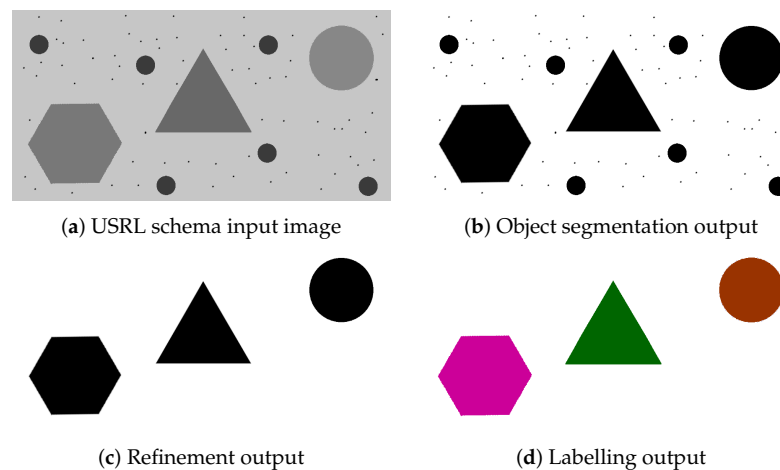 (a) USRL schema input image
(b) Object segmentation output
(c) Refinement output
(d) Labelling output